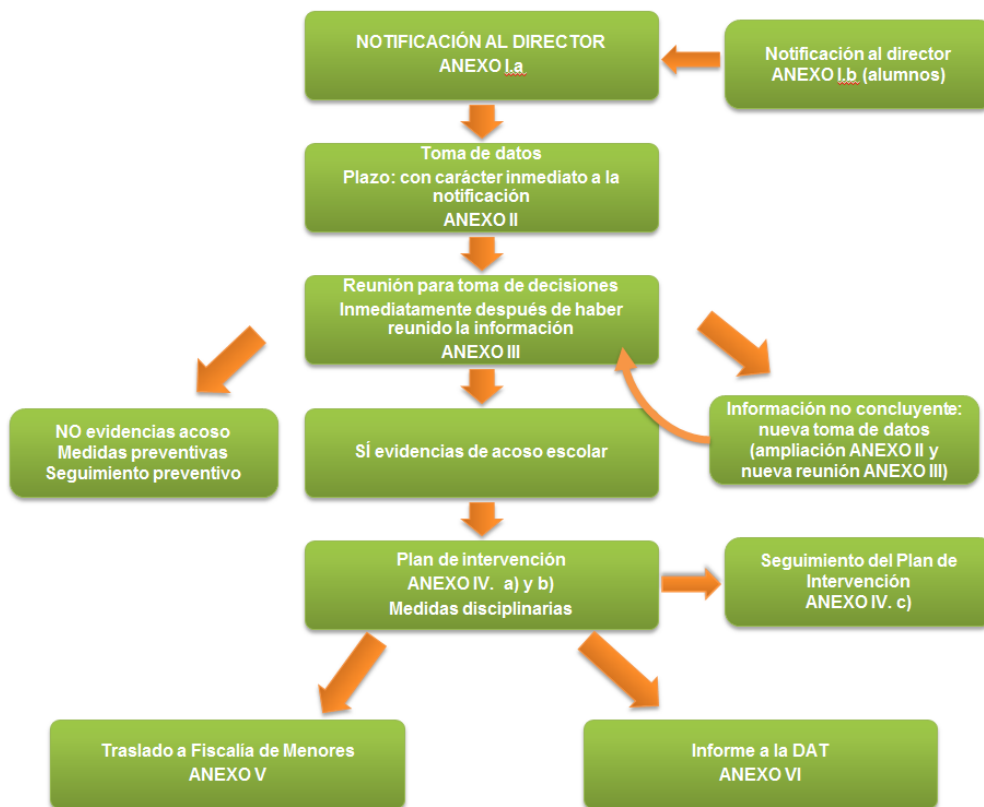 NOTIFICACIÓN AL DIRECTOR
ANEXO I.a
Notificación al director
ANEXO I.b (alumnos)
Toma de datos
Plazo: con carácter inmediato a la
notificación
ANEXO II
Reunión para toma de decisiones
Inmediatamente después de haber
reunido la información
ANEXO III
NO evidencias acoso
Medidas preventivas
Seguimiento preventivo
SÍ evidencias de acoso escolar
Información no concluyente:
nueva toma de datos
(ampliación ANEXO II y
nueva reunión ANEXO III)
Plan de intervención
ANEXO IV. a) y b)
Medidas disciplinarias
Seguimiento del Plan de
Intervención
ANEXO IV. c)
Traslado a Fiscalía de Menores
ANEXO V
Informe a la DAT
ANEXO VI